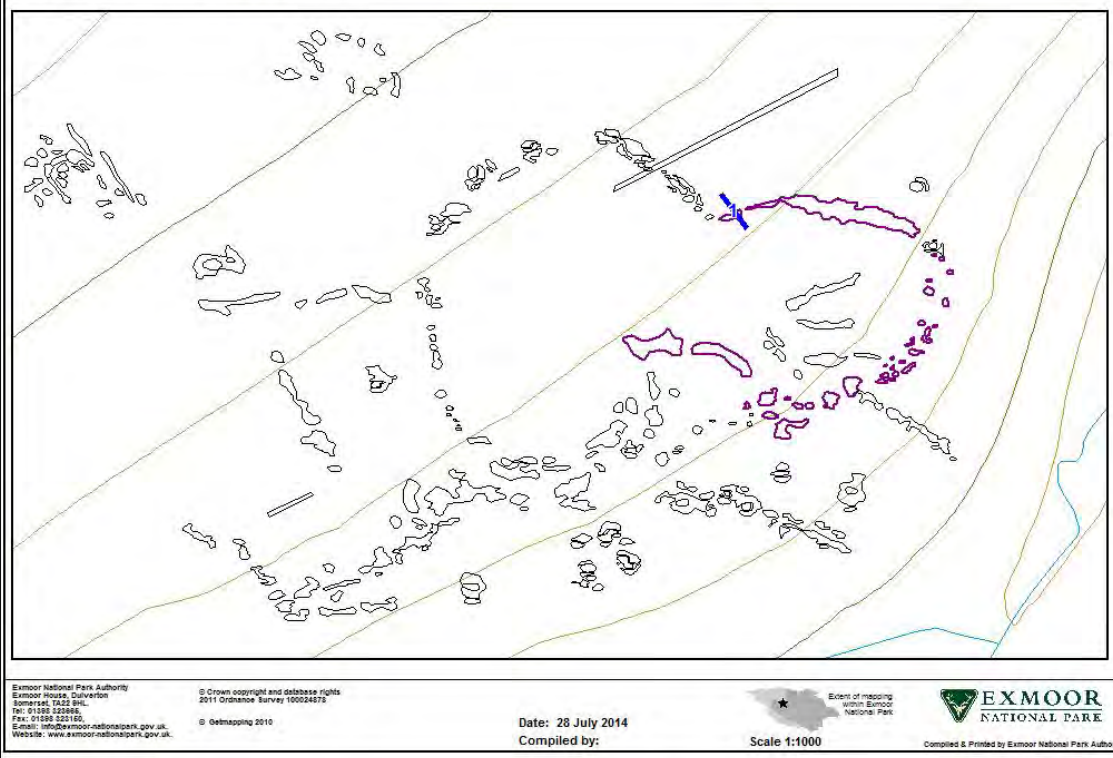 1
Exmoor National Park Authority
Exmoor House, Dulverton
Somerset, TA22 9HL.
Tel: 01398 323665,
Fax: 01398 323150,
E-mail: info@exmoor-nationalpark.gov.uk.
Website: www.exmoor-nationalpark.gov.uk.
© Crown copyright and database rights
2011 Ordnance Survey 100024878
© Getmapping 2010
Date: 28 July 2014
Compiled by:
Extent of mapping
within Exmoor
National Park
Scale 1:1000
EXMOOR
NATIONAL PARK
Compiled & Printed by Exmoor National Park Autho